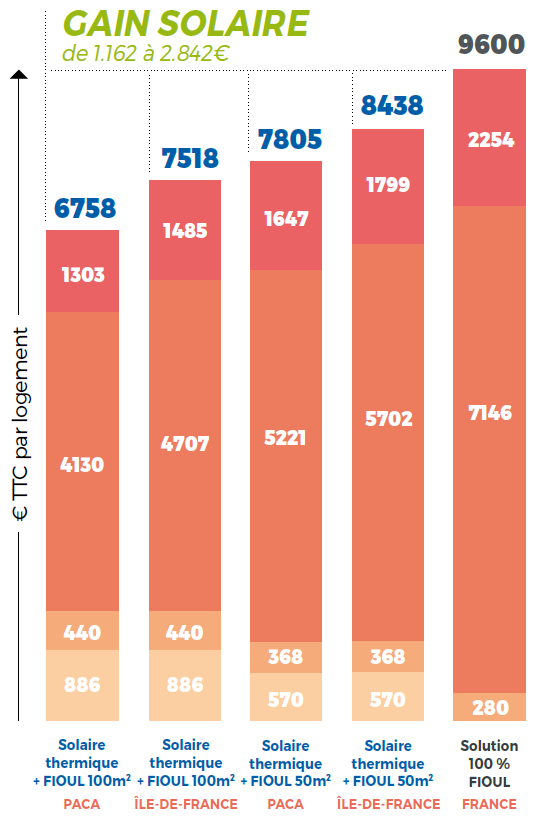 GAIN SOLAIRE
de 1.162 à 2.842€
€ TTC par logement
6758
7518
7805
8438
9600
1303
1485
1647
1799
2254
4130
4707
5221
5702
7146
440
440
368
368
280
886
886
570
570
Solaire
thermique
+ FIOUL 100m²
PACA
Solaire
thermique
+ FIOUL 100m²
ÎLE-DE-FRANCE
Solaire
thermique
+ FIOUL 50m²
PACA
Solaire
thermique
+ FIOUL 50m²
ÎLE-DE-FRANCE
Solution
100 %
FIOUL
FRANCE